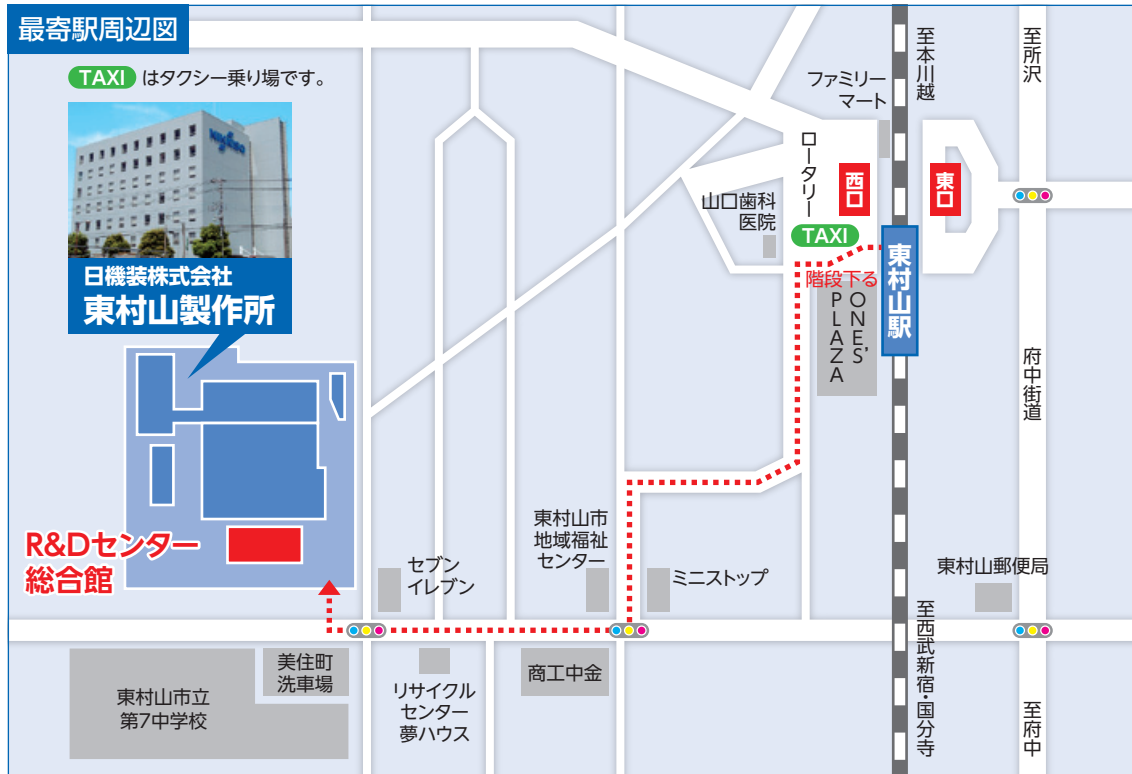 最寄駅周辺図
TAXI はタクシー乗り場です。
NIKKISO
日機装株式会社
東村山製作所
R&Dセンター
総合館
ファミリー
マート
至本川越
至所沢
ロータリー
西口
東口
山口歯科
医院
TAXI
階段下る
ONES'
PLAZA
東村山駅
府中街道
東村山市
地域福祉
センター
セブン
イレブン
ミニストップ
東村山郵便局
美住町
洗車場
東村山市立
第7中学校
リサイクル
センター
夢ハウス
商工中金
至西武新宿・国分寺
至府中